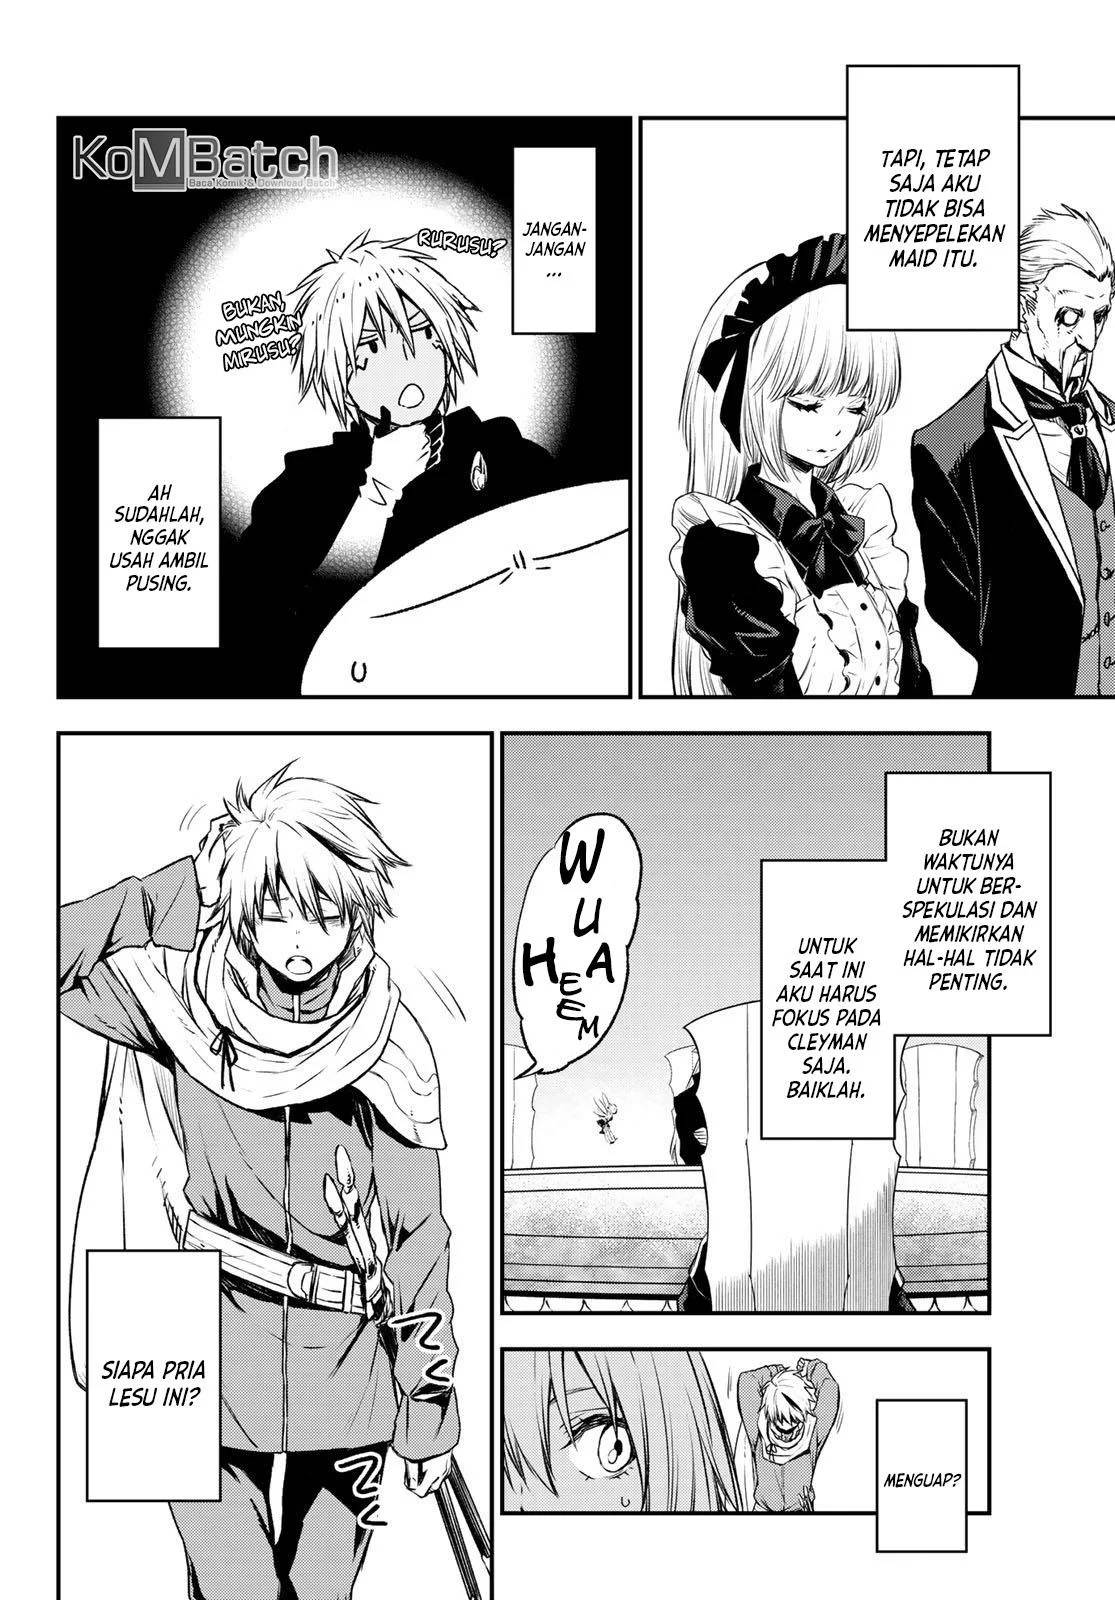 TAPI, TETAP
SAJA AKU
TIDAK BISA
MENYEPELEKAN
MAID ITU.
KoMBatch
Baca Komik & Download Batch
JANGAN-
JANGAN
...
RURUSU?
BUKAN,
MUNGKIN
MIRUSU?
AH
SUDAHLAH,
NGGAK
USAH AMBIL
PUSING.
BUKAN
WAKTUNYA
UNTUK BER-
SPEKULASI DAN
MEMIKIRKAN
HAL-HAL TIDAK
PENTING.
UNTUK
SAAT INI
AKU HARUS
FOKUS PADA
CLEYMAN
SAJA.
BAIKLAH.
WUA
HEEM
MENGUAP?
SIAPA PRIA
LESU INI?